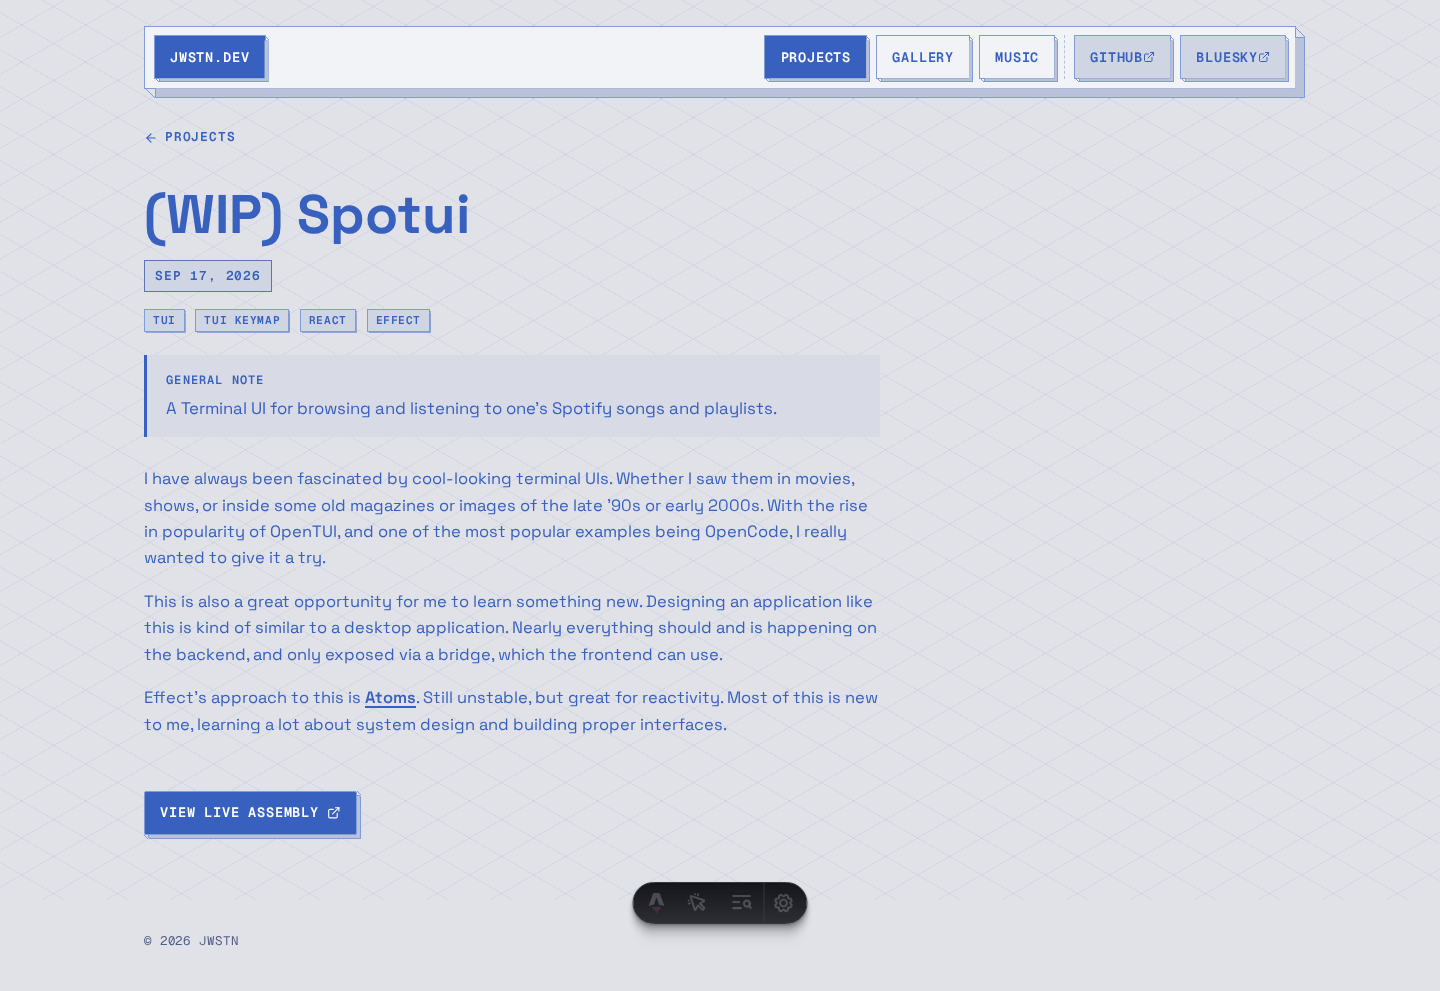 JWSTN.DEV
PROJECTS
GALLERY
MUSIC
GITHUB
BLUESKY
← PROJECTS
(WIP) Spotui
SEP 17, 2026
TUI
TUI KEYMAP
REACT
EFFECT
GENERAL NOTE
A Terminal UI for browsing and listening to one’s Spotify songs and playlists.
I have always been fascinated by cool-looking terminal UIs. Whether I saw them in movies,
shows, or inside some old magazines or images of the late ’90s or early 2000s. With the rise
in popularity of OpenTUI, and one of the most popular examples being OpenCode, I really
wanted to give it a try.
This is also a great opportunity for me to learn something new. Designing an application like
this is kind of similar to a desktop application. Nearly everything should and is happening on
the backend, and only exposed via a bridge, which the frontend can use.
Effect’s approach to this is Atoms. Still unstable, but great for reactivity. Most of this is new
to me, learning a lot about system design and building proper interfaces.
VIEW LIVE ASSEMBLY
© 2026 JWSTN